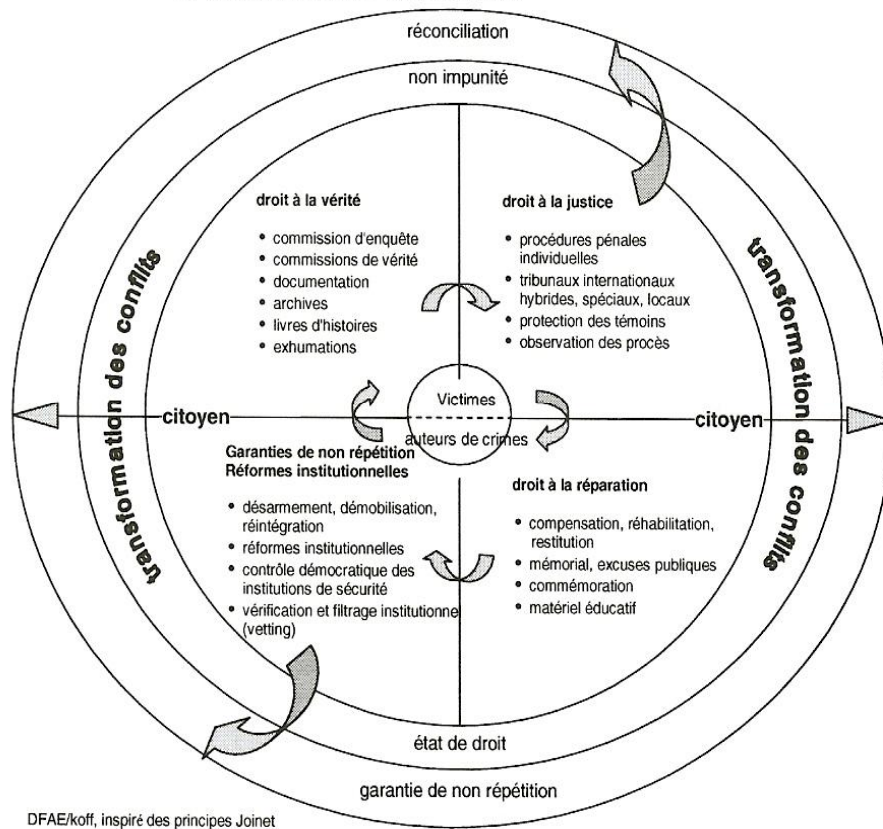 réconciliation
non impunité
droit à la vérité
• commission d'enquête
• commissions de vérité
• documentation
• archives
• livres d'histoires
• exhumations
droit à la justice
• procédures pénales
individuelles
• tribunaux internationaux
hybrides, spéciaux, locaux
• protection des témoins
• observation des procès
transformation des conflits
transformation des conflits
citoyen
Victimes
auteurs de crimes
citoyen
Garanties de non répétition
Réformes institutionnelles
• désarmement, démobilisation,
réintégration
• réformes institutionnelles
• contrôle démocratique des
institutions de sécurité
• vérification et filtrage institutionne
(vetting)
droit à la réparation
• compensation, réhabilitation,
restitution
• mémorial, excuses publiques
• commémoration
• matériel éducatif
état de droit
garantie de non répétition
DFAE/koff, inspiré des principes Joinet